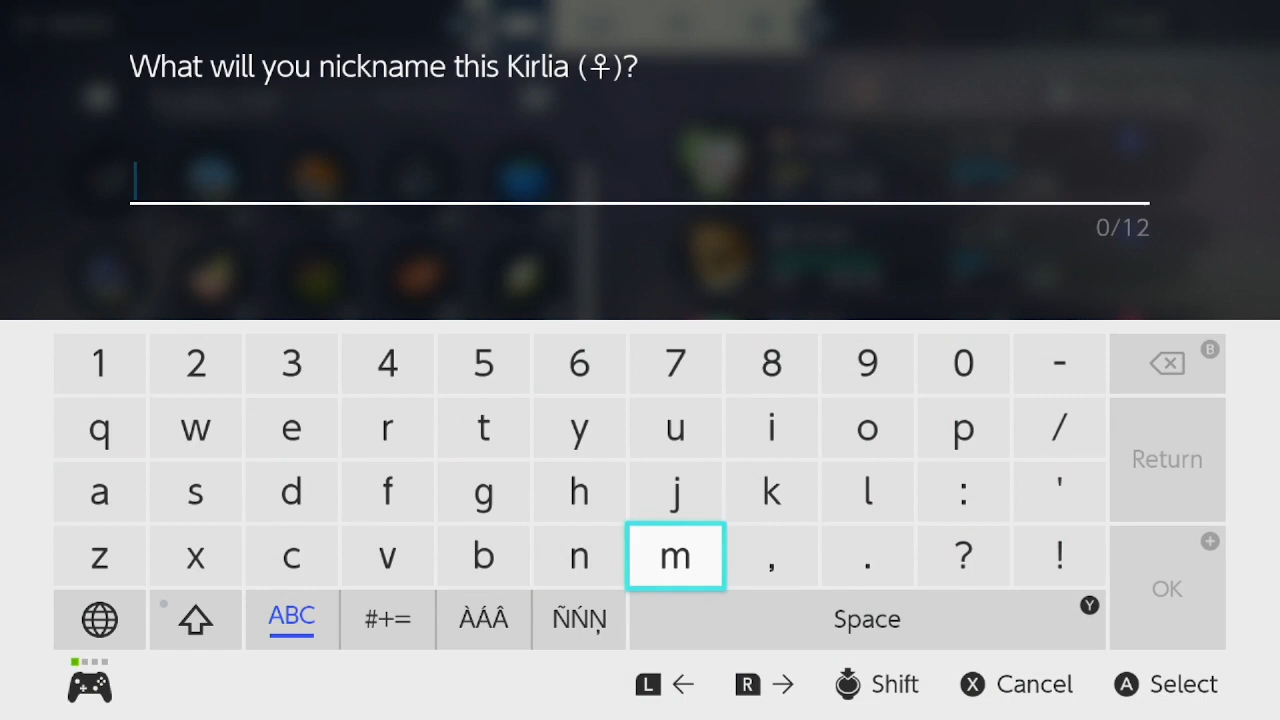 What will you nickname this Kirlia (♀)?
0/12
1 2 3 4 5 6 7 8 9 0 - B
q w e r t y u i o p /
Return
a s d f g h j k l : '
z x c v b n m , . ? ! +
OK
ABC #+= ÀÁÂ ÑŃŅ Space Y
L ← R → Shift X Cancel A Select